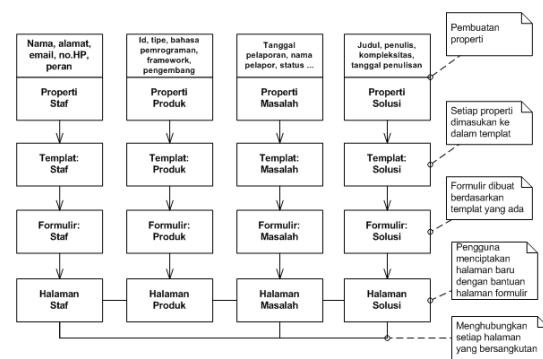 Nama, alamat,
email, no.HP,
peran
Properti
Staf
Id, tipe, bahasa
pemrograman,
framework,
pengembang
Properti
Produk
Tanggal
pelaporan, nama
pelapor, status ...
Properti
Masalah
Judul, penulis,
kompleksitas,
tanggal penulisan
Properti
Solusi
Pembuatan
properti
Templat:
Staf
Templat:
Produk
Templat:
Masalah
Templat:
Solusi
Setiap properti
dimasukan ke
dalam templat
Formulir:
Staf
Formulir:
Produk
Formulir:
Masalah
Formulir:
Solusi
Formulir dibuat
berdasarkan
templat yang ada
Halaman
Staf
Halaman
Produk
Halaman
Masalah
Halaman
Solusi
Pengguna
menciptakan
halaman baru
dengan bantuan
halaman formulir
Menghubungkan
setiap halaman
yang bersangkutan